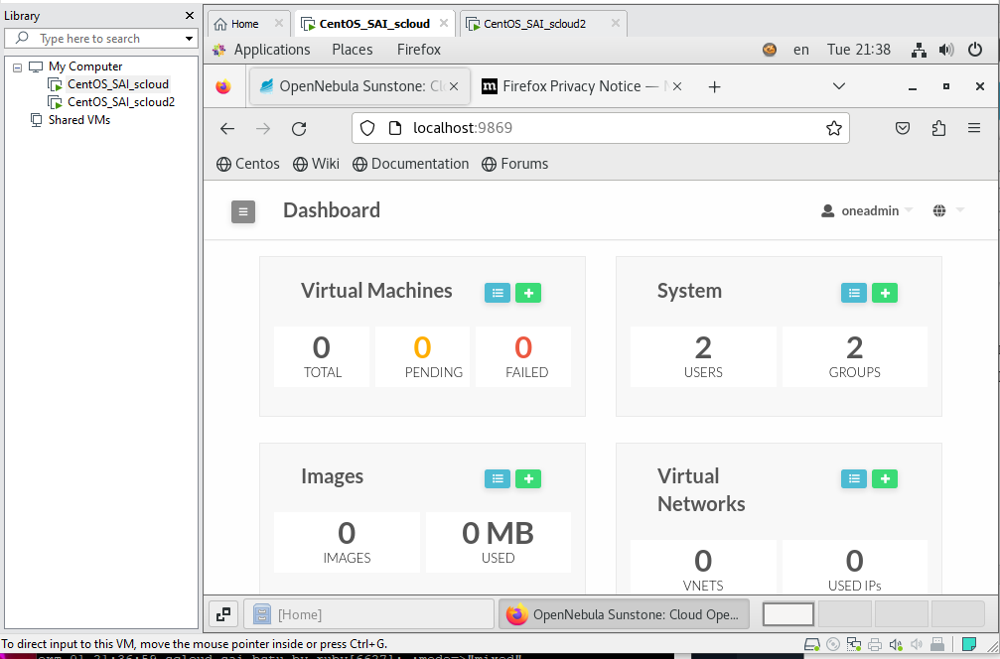 Library
Type here to search
My Computer
CentOS_SAI_scloud
CentOS_SAI_scloud2
Shared VMs
Home
CentOS_SAI_scloud
CentOS_SAI_scloud2
Applications Places Firefox en Tue 21:38
OpenNebula Sunstone: Cl
Firefox Privacy Notice — M
localhost:9869
Centos Wiki Documentation Forums
Dashboard
oneadmin
Virtual Machines
0 0 0
TOTAL PENDING FAILED
System
2 2
USERS GROUPS
Images
0 0 MB
IMAGES USED
Virtual
Networks
0 0
VNETS USED IPs
[Home]
OpenNebula Sunstone: Cloud Ope...
To direct input to this VM, move the mouse pointer inside or press Ctrl+G.